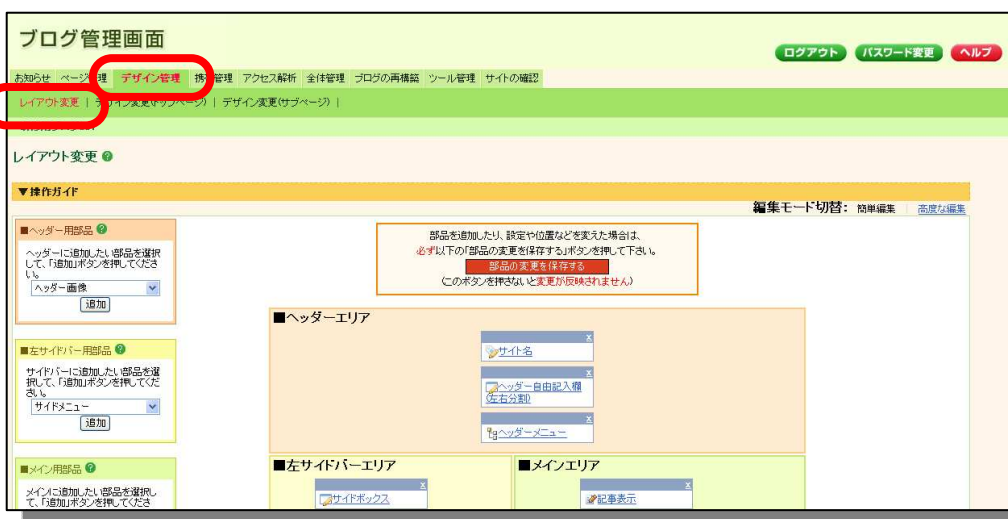 ブログ管理画面
ログアウト パスワード変更 ヘルプ
お知らせ ページ管理 デザイン管理 携帯管理 アクセス解析 全体管理 ブログの再構築 ツール管理 サイトの確認
レイアウト変更 | デザイン変更(トップページ) | デザイン変更(サブページ) |
レイアウト変更 ?
▼操作ガイド
編集モード切替: 簡単編集 高度な編集
■ヘッダー用部品 ?
ヘッダーに追加したい部品を選択
して、「追加」ボタンを押してくださ
い。
ヘッダー画像
追加
部品を追加したり、設定や位置などを変えた場合は、
必ず以下の「部品の変更を保存する」ボタンを押して下さい。
部品の変更を保存する
(このボタンを押さないと変更が反映されません)
■ヘッダーエリア
x
サイト名
x
ヘッダー自由記入欄
(左右分割)
x
ヘッダーメニュー
■左サイドバー用部品 ?
サイドバーに追加したい部品を選
択して、「追加」ボタンを押してくだ
さい。
サイドメニュー
追加
■左サイドバーエリア
x
サイドボックス
■メインエリア
x
記事表示
■メイン用部品 ?
メインに追加したい部品を選択し
て、「追加」ボタンを押してくださ